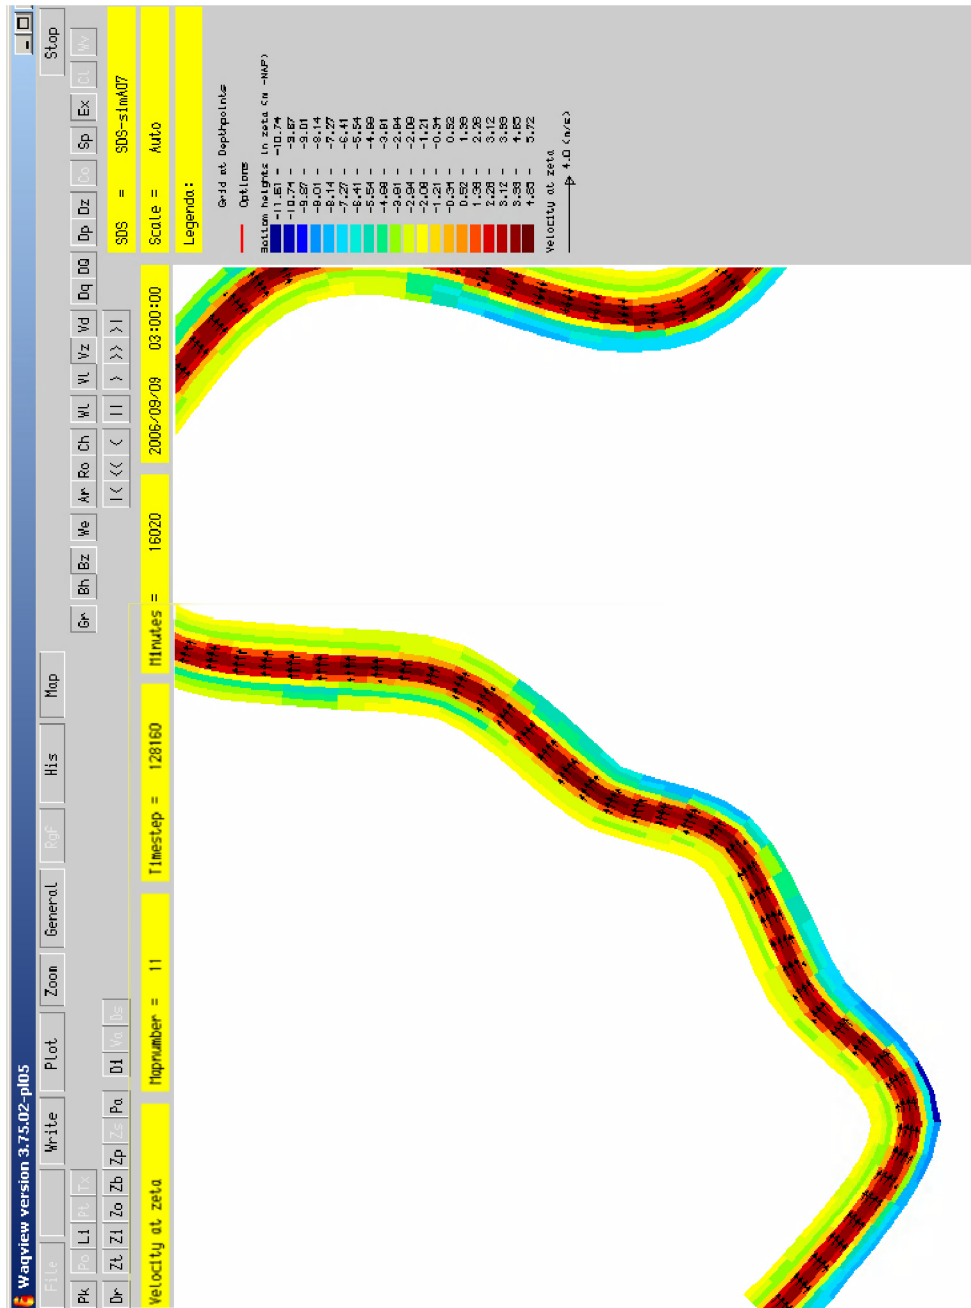 Waqview version 3.75.02-pl05
File Write Plot Zoom General RgF His Map Stop
Pk Po Li Pt Tx Gr Bh Bz We Ar Ro Ch Wl Vl Vz Vd Dq DQ Dp Dz Co Sp Ex Cl Wv
Dr Zt Zi Zo Zb Zp Zs Pa Di Va Ds |< << < || > >> >| SDS = SDS-simA07
Velocity at zeta Mapnumber = 11 Timestep = 128160 Minutes = 16020 2006/09/09 03:00:00 Scale = Auto
Legenda:
Grid at Depthpoints
Options
Bottom heights in zeta (m -NAP)
-11.61 - -10.74
-10.74 - -9.87
-9.87 - -9.01
-9.01 - -8.14
-8.14 - -7.27
-7.27 - -6.41
-6.41 - -5.54
-5.54 - -4.68
-4.68 - -3.81
-3.81 - -2.94
-2.94 - -2.08
-2.08 - -1.21
-1.21 - -0.34
-0.34 - 0.52
0.52 - 1.39
1.39 - 2.26
2.26 - 3.12
3.12 - 3.99
3.99 - 4.85
4.85 - 5.72
Velocity at zeta
4.0 (m/s)